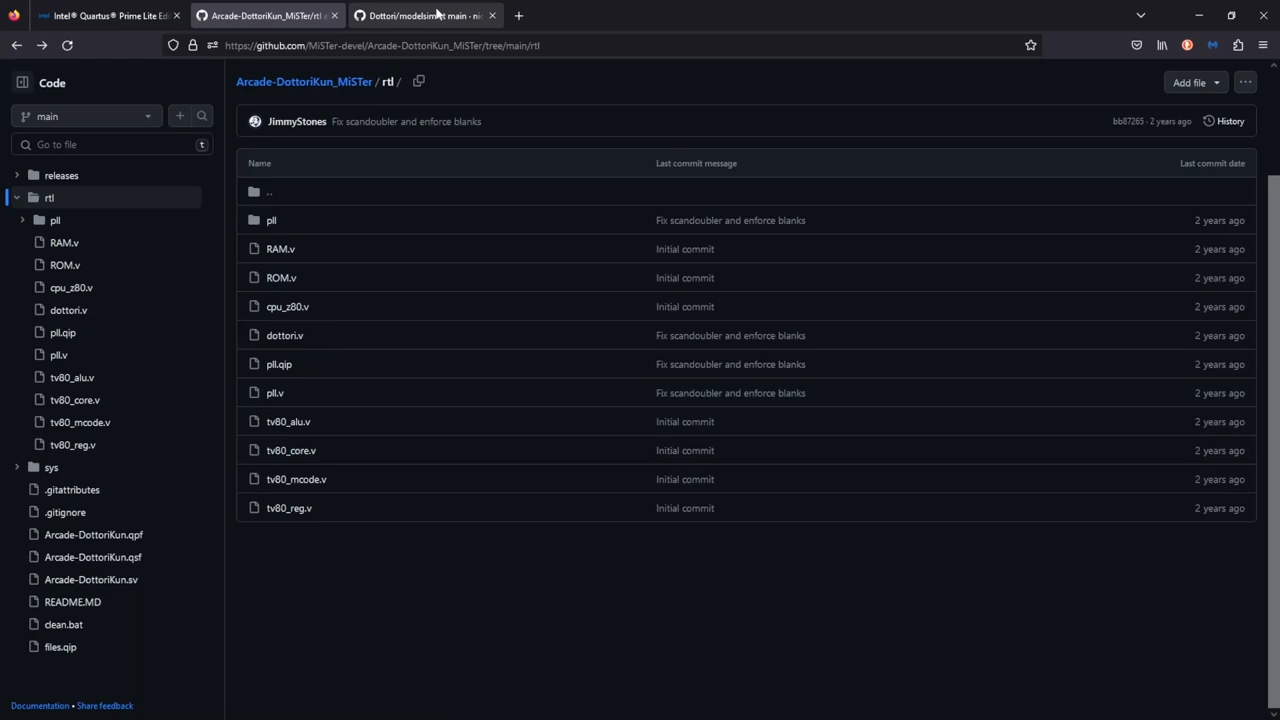 Intel® Quartus® Prime Lite Edi
Arcade-DottoriKun_MiSTer/rtl
Dottori/modelsim at main · nic
https://github.com/MiSTer-devel/Arcade-DottoriKun_MiSTer/tree/main/rtl
Code
main
Go to file
t
releases
rtl
pll
RAM.v
ROM.v
cpu_z80.v
dottori.v
pll.qip
pll.v
tv80_alu.v
tv80_core.v
tv80_mcode.v
tv80_reg.v
sys
.gitattributes
.gitignore
Arcade-DottoriKun.qpf
Arcade-DottoriKun.qsf
Arcade-DottoriKun.sv
README.MD
clean.bat
files.qip
Documentation • Share feedback
Arcade-DottoriKun_MiSTer / rtl /
Add file
JimmyStones Fix scandoubler and enforce blanks bb87265 · 2 years ago History
Name Last commit message Last commit date
..
pll Fix scandoubler and enforce blanks 2 years ago
RAM.v Initial commit 2 years ago
ROM.v Initial commit 2 years ago
cpu_z80.v Initial commit 2 years ago
dottori.v Fix scandoubler and enforce blanks 2 years ago
pll.qip Fix scandoubler and enforce blanks 2 years ago
pll.v Fix scandoubler and enforce blanks 2 years ago
tv80_alu.v Initial commit 2 years ago
tv80_core.v Initial commit 2 years ago
tv80_mcode.v Initial commit 2 years ago
tv80_reg.v Initial commit 2 years ago